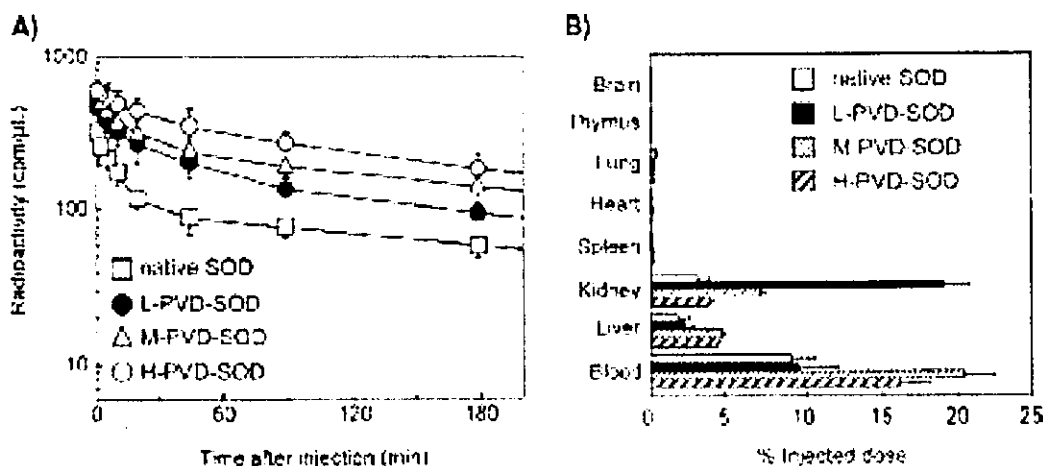 A)
1000
100
10
Radioactivity (cpm/µL)
native SOD
L-PVD-SOD
M-PVD-SOD
H-PVD-SOD
0 60 120 180
Time after injection (min)
B)
Brain
Thymus
Lung
Heart
Spleen
Kidney
Liver
Blood
native SOD
L-PVD-SOD
M-PVD-SOD
H-PVD-SOD
0 5 10 15 20 25
% Injected dose